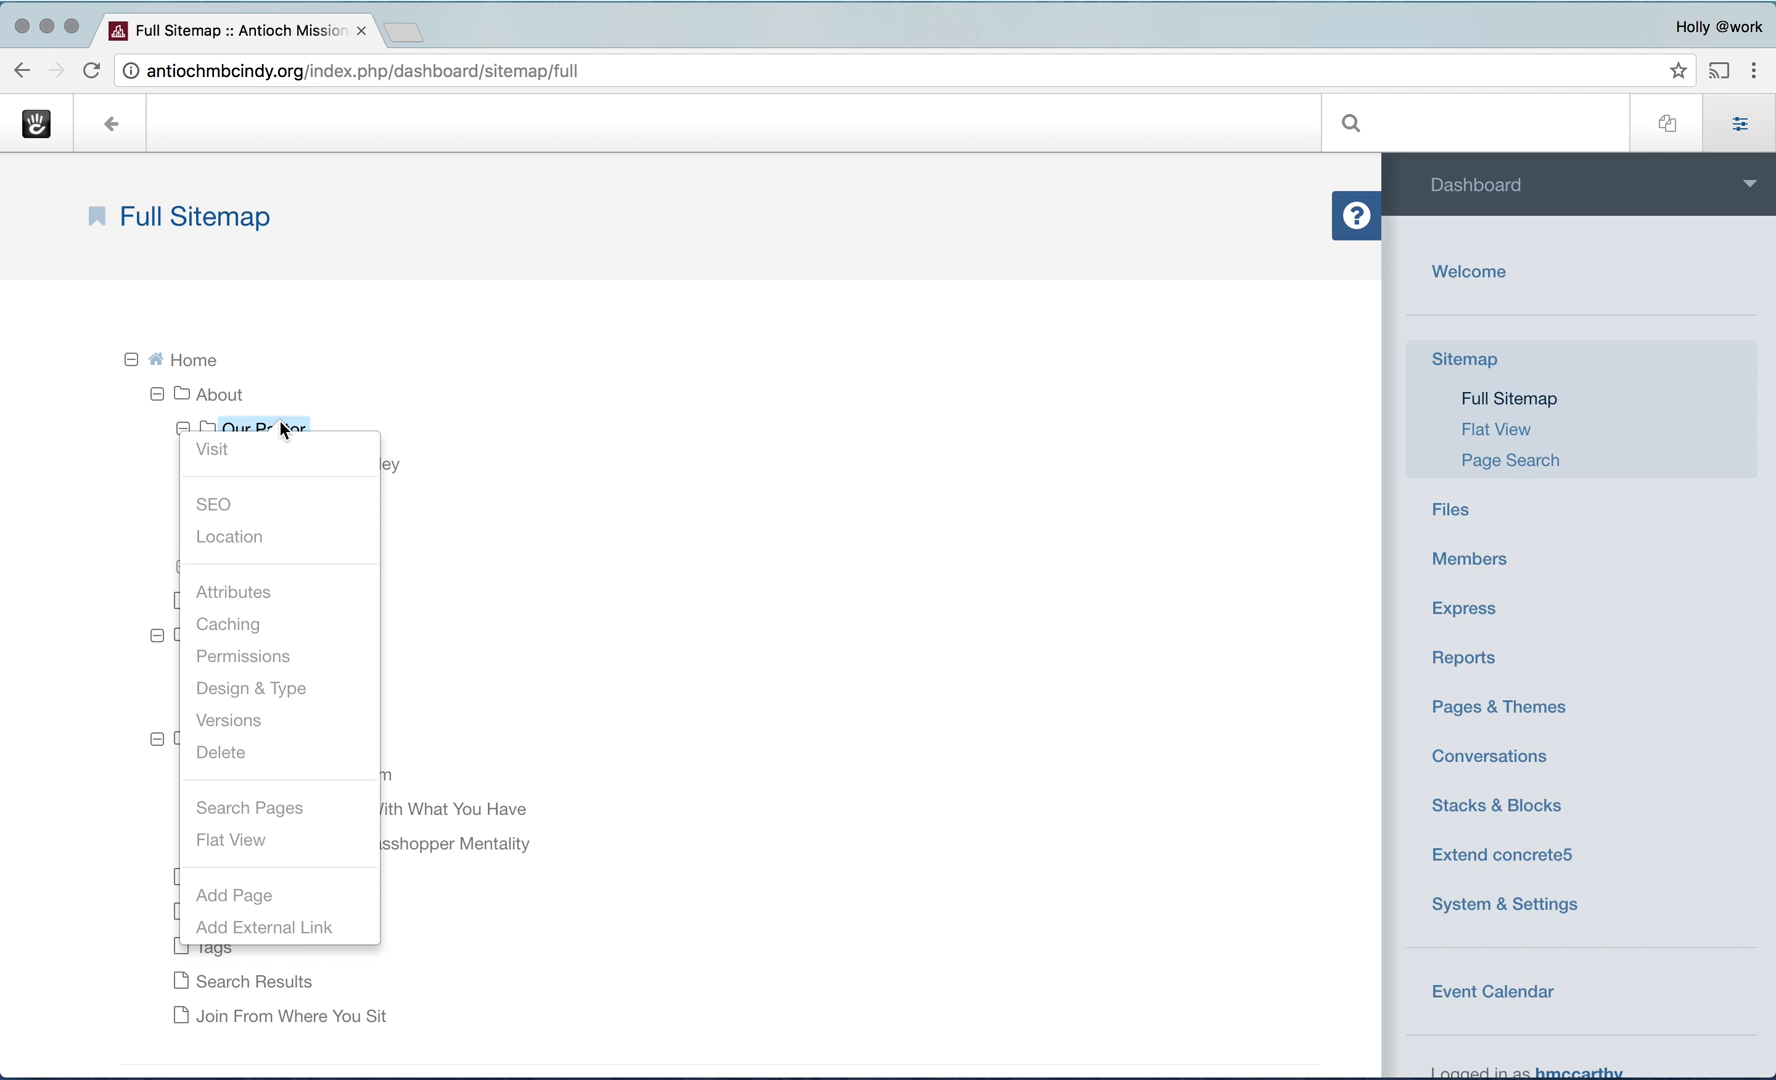 Full Sitemap :: Antioch Mission
Holly @work
antiochmbcindy.org/index.php/dashboard/sitemap/full
Dashboard
Full Sitemap
?
Welcome
Home
About
Our
Visit
ley
SEO
Location
Attributes
Caching
Permissions
Design & Type
Versions
Delete
m
Search Pages
ith What You Have
Flat View
sshopper Mentality
Add Page
Add External Link
Tags
Search Results
Join From Where You Sit
Sitemap
Full Sitemap
Flat View
Page Search
Files
Members
Express
Reports
Pages & Themes
Conversations
Stacks & Blocks
Extend concrete5
System & Settings
Event Calendar
Logged in as hmccarthy